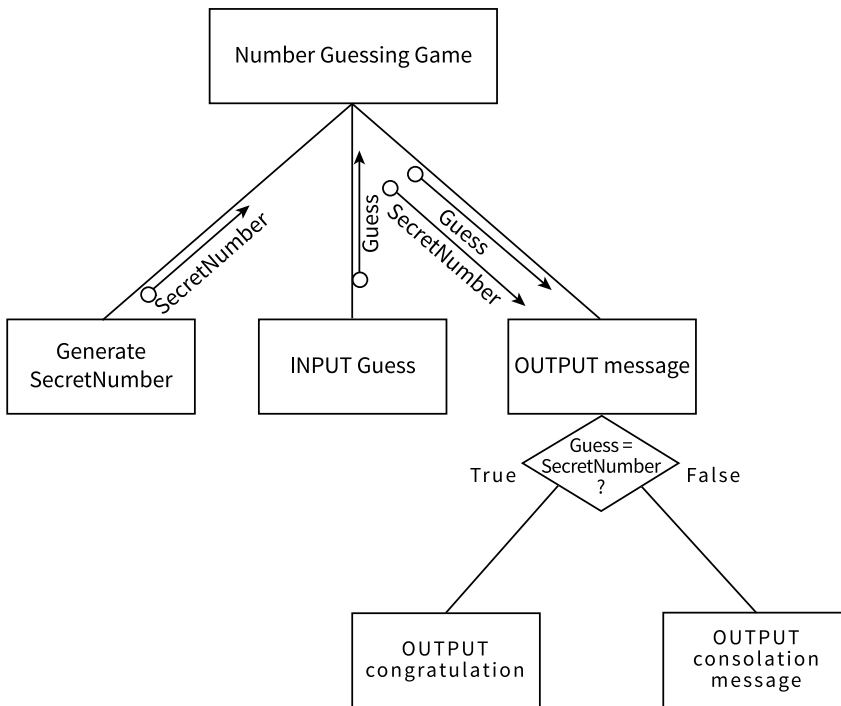 Number Guessing Game
SecretNumber
Guess
Guess
SecretNumber
Generate
SecretNumber
INPUT Guess
OUTPUT message
Guess =
SecretNumber
?
True
False
OUTPUT
congratulation
OUTPUT
consolation
message